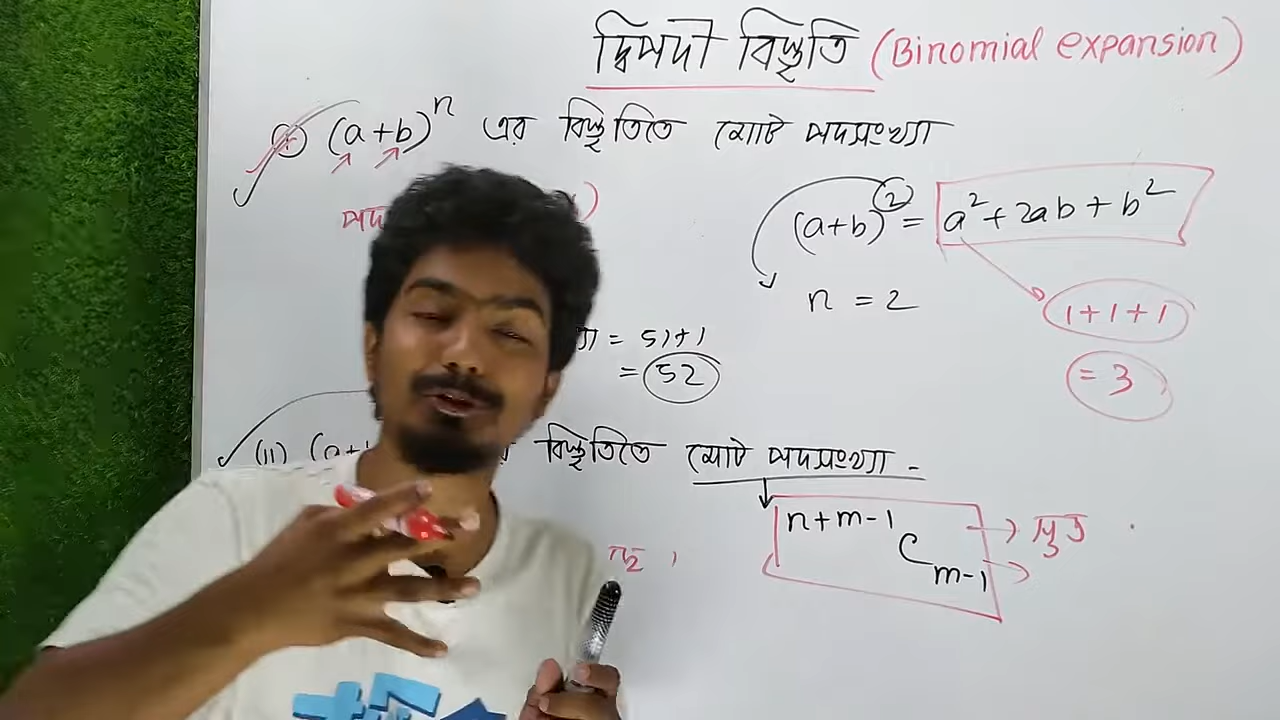 দ্বিপদী বিস্তৃতি (Binomial expansion)
(a+b)^n এর বিস্তৃতিতে মোট পদসংখ্যা
(a+b)^2 = a^2 + 2ab + b^2
n = 2
1+1+1
= 3
= 51+1
= 52
(ii) (a+b বিস্তৃতিতে মোট পদসংখ্যা -
n+m-1 C m-1 → সূত্র